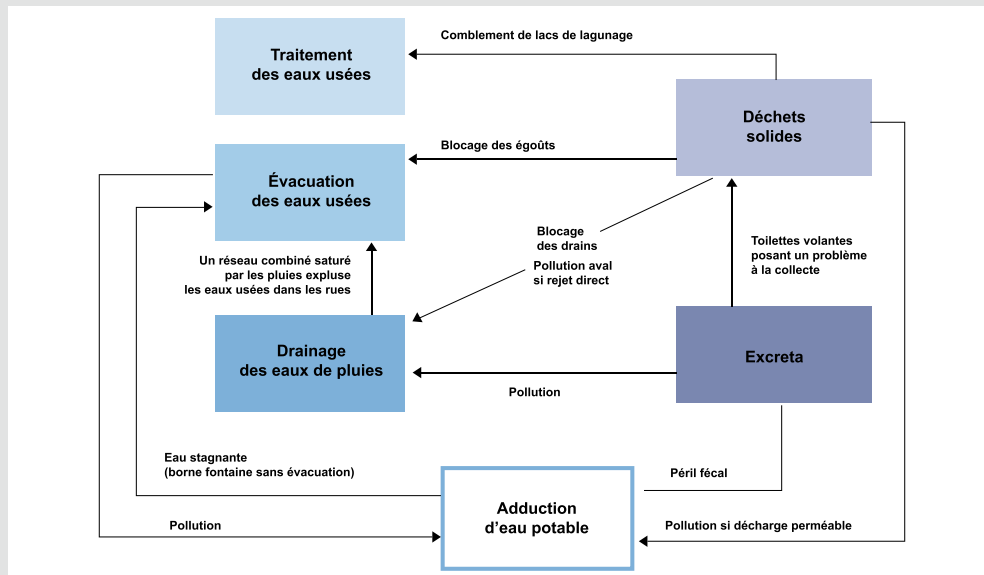 Comblement de lacs de lagunage
Traitement
des eaux usées
Déchets
solides
Blocage des égoûts
Évacuation
des eaux usées
Blocage
des drains
Pollution aval
si rejet direct
Toilettes volantes
posant un problème
à la collecte
Un réseau combiné saturé
par les pluies expluse
les eaux usées dans les rues
Drainage
des eaux de pluies
Excreta
Pollution
Eau stagnante
(borne fontaine sans évacuation)
Péril fécal
Adduction
d’eau potable
Pollution
Pollution si décharge perméable